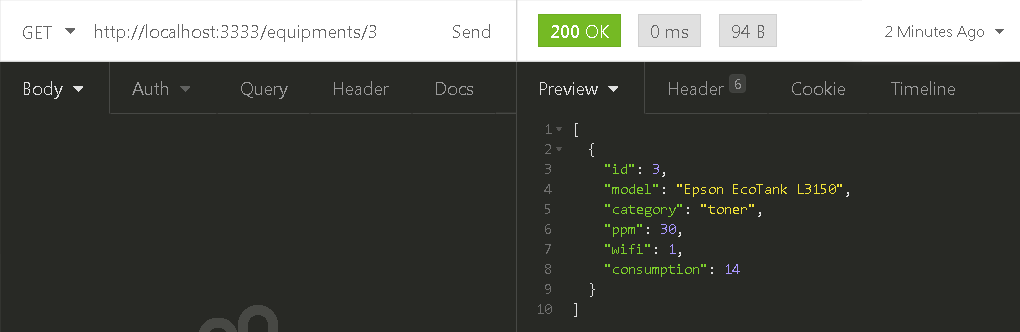 GET http://localhost:3333/equipments/3 Send 200 OK 0 ms 94 B 2 Minutes Ago
Body Auth Query Header Docs Preview Header 6 Cookie Timeline
1 [
2 {
3 "id": 3,
4 "model": "Epson EcoTank L3150",
5 "category": "toner",
6 "ppm": 30,
7 "wifi": 1,
8 "consumption": 14
9 }
10 ]